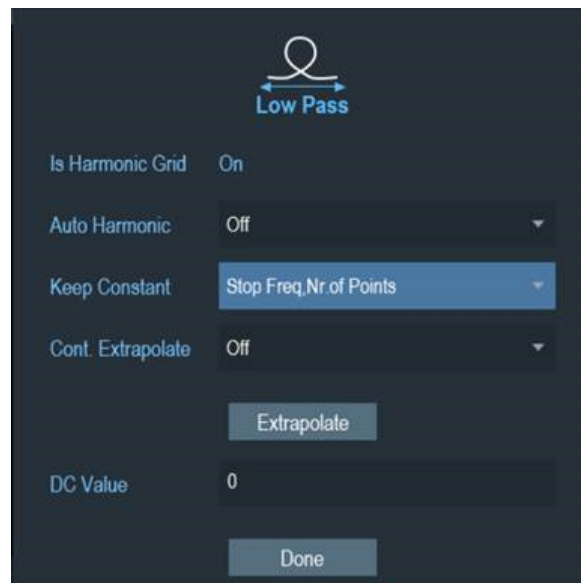 Low Pass
Is Harmonic Grid On
Auto Harmonic Off
Keep Constant Stop Freq,Nr.of Points
Cont. Extrapolate Off
Extrapolate
DC Value 0
Done